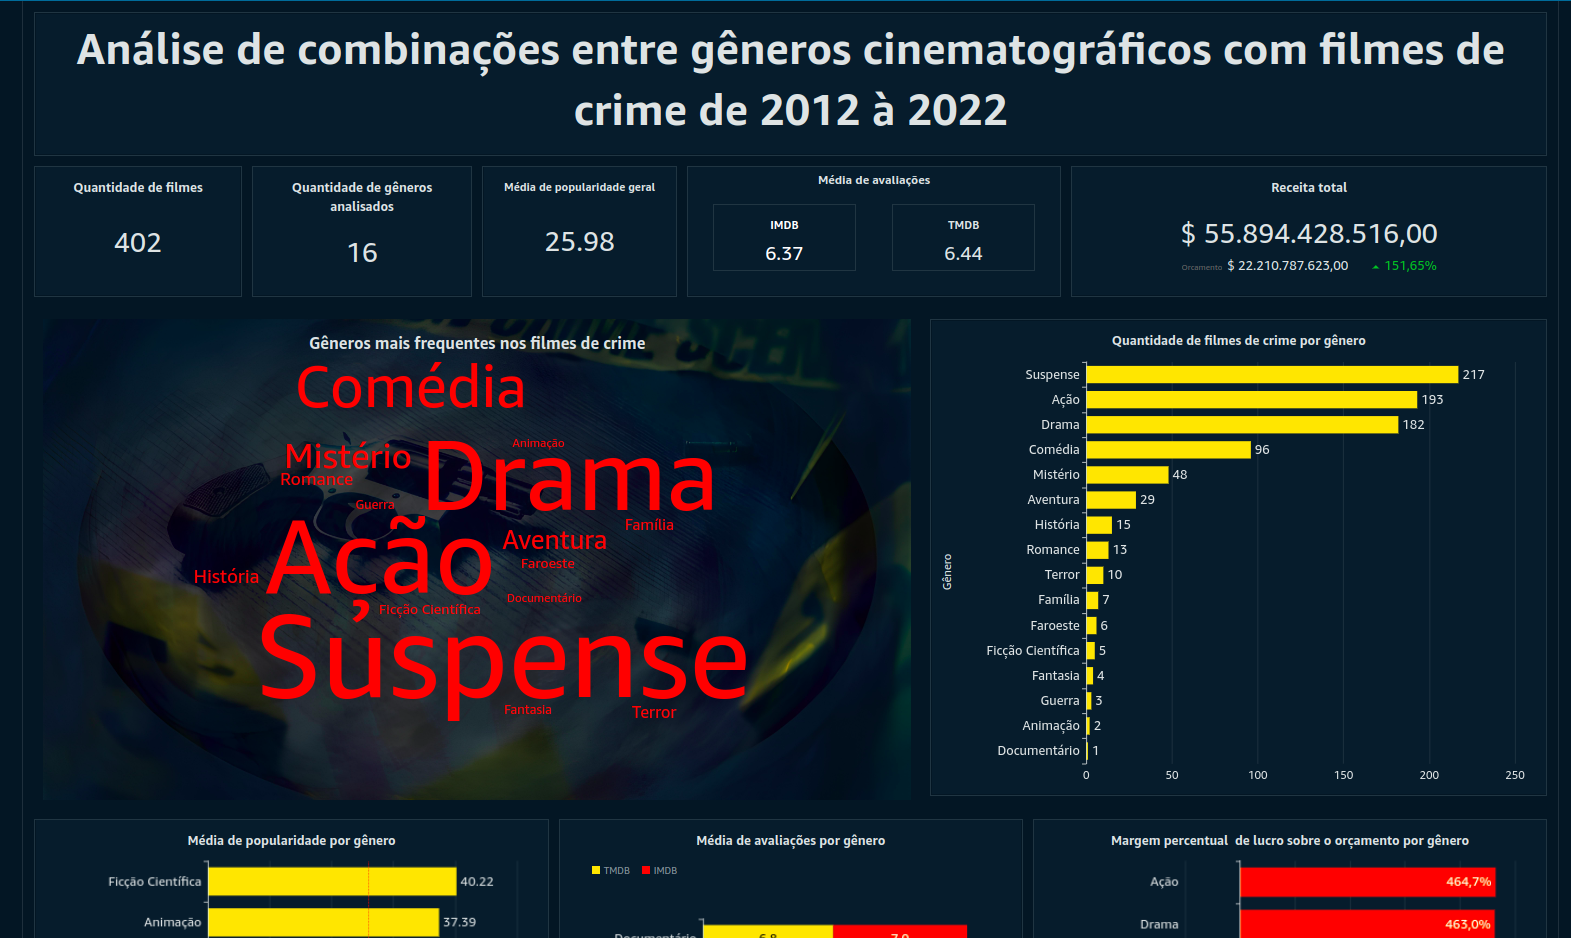 Análise de combinações entre gêneros cinematográficos com filmes de
crime de 2012 à 2022
Quantidade de filmes
402
Quantidade de gêneros
analisados
16
Média de popularidade geral
25.98
Média de avaliações
IMDB
6.37
TMDB
6.44
Receita total
$ 55.894.428.516,00
Orcamento $ 22.210.787.623,00 151,65%
Gêneros mais frequentes nos filmes de crime
Comédia
Mistério
Animação
Drama
Romance
Guerra
Família
Ação
Aventura
Faroeste
História
Documentário
Ficção Científica
Suspense
Fantasia
Terror
Quantidade de filmes de crime por gênero
Gênero
Suspense 217
Ação 193
Drama 182
Comédia 96
Mistério 48
Aventura 29
História 15
Romance 13
Terror 10
Família 7
Faroeste 6
Ficção Científica 5
Fantasia 4
Guerra 3
Animação 2
Documentário 1
0 50 100 150 200 250
Média de popularidade por gênero
Ficção Científica 40.22
Animação 37.39
Média de avaliações por gênero
TMDB IMDB
Documentário 6.8 7.0
Margem percentual de lucro sobre o orçamento por gênero
Ação 464,7%
Drama 463,0%